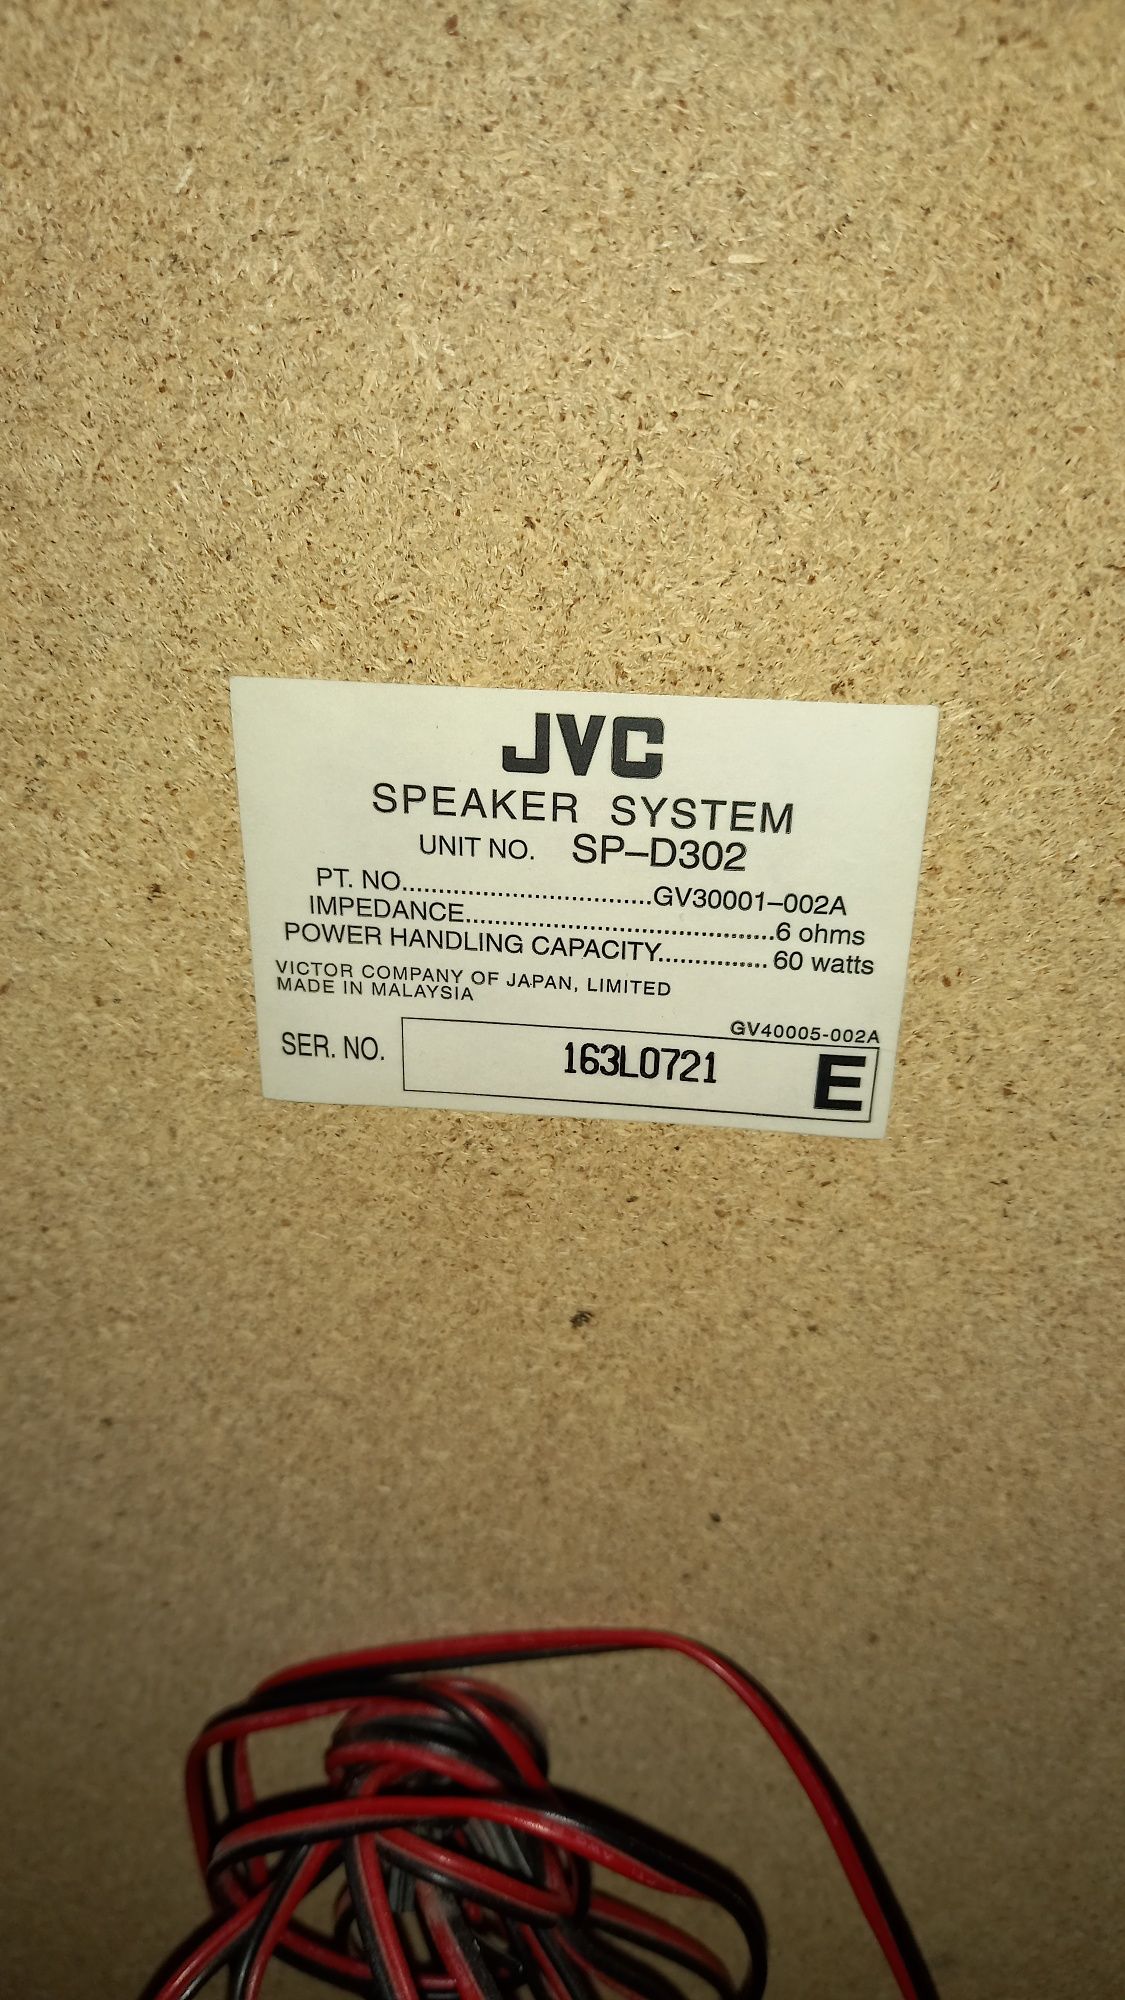 JVC
SPEAKER SYSTEM
UNIT NO. SP–D302
PT. NO..................................GV30001–002A
IMPEDANCE.........................................6 ohms
POWER HANDLING CAPACITY............... 60 watts
VICTOR COMPANY OF JAPAN, LIMITED
MADE IN MALAYSIA
GV40005-002A
SER. NO. 163L0721 E